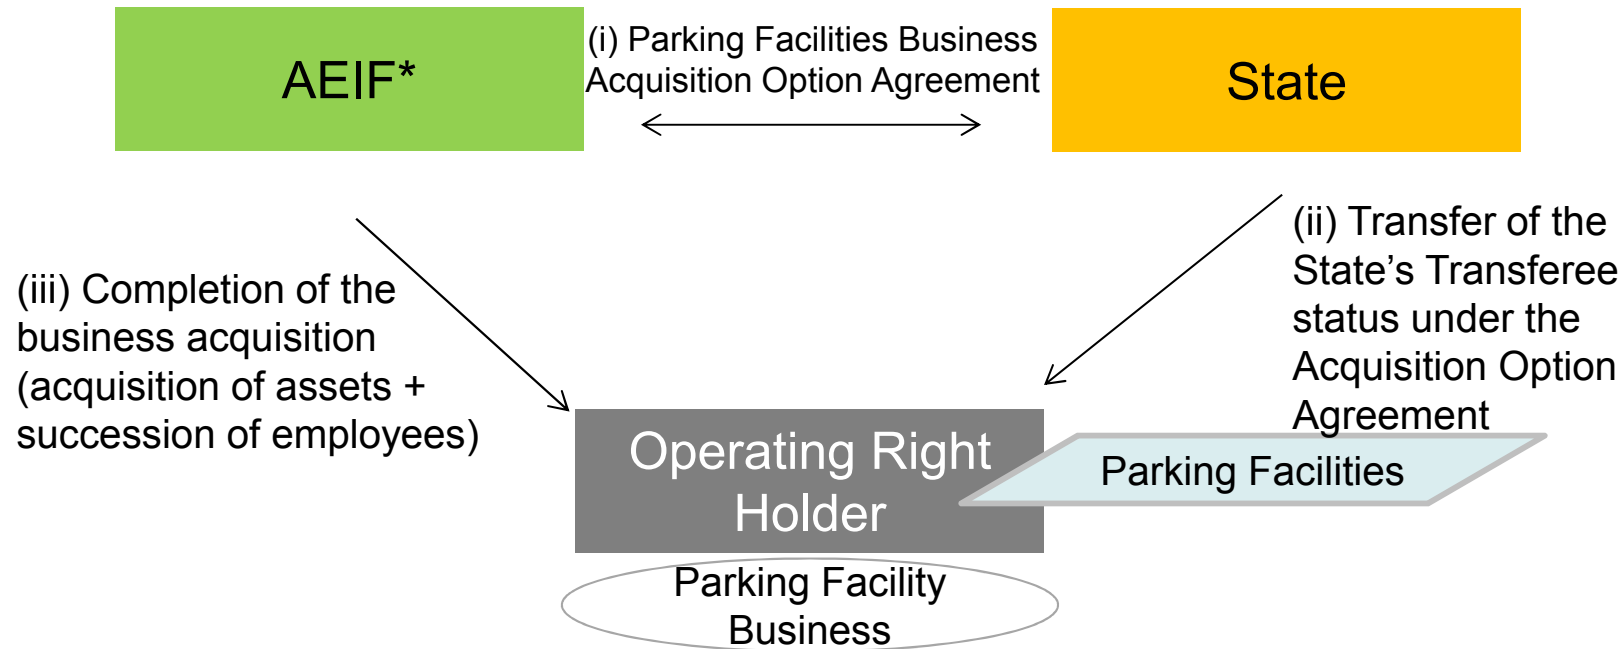 AEIF*
(i) Parking Facilities Business
Acquisition Option Agreement
State
(ii) Transfer of the
State’s Transferee
status under the
Acquisition Option
Agreement
(iii) Completion of the
business acquisition
(acquisition of assets +
succession of employees)
Operating Right
Holder
Parking Facilities
Parking Facility
Business